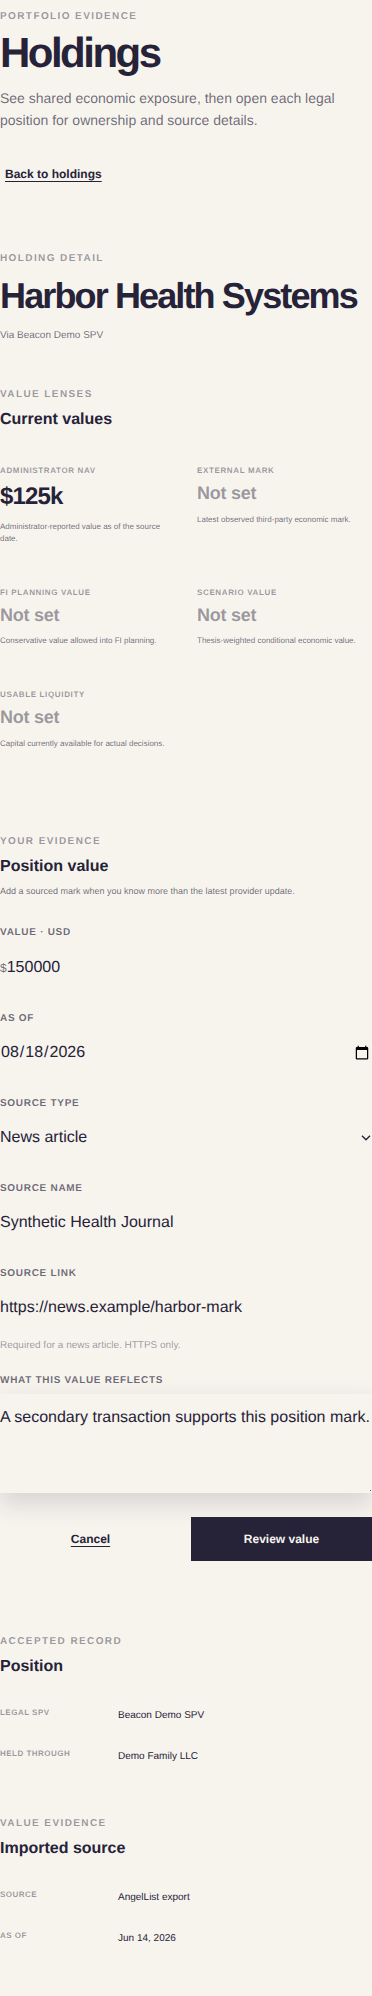 PORTFOLIO EVIDENCE
Holdings
See shared economic exposure, then open each legal
position for ownership and source details.
Back to holdings
HOLDING DETAIL
Harbor Health Systems
Via Beacon Demo SPV
VALUE LENSES
Current values
ADMINISTRATOR NAV
$125k
Administrator-reported value as of the source
date.
EXTERNAL MARK
Not set
Latest observed third-party economic mark.
FI PLANNING VALUE
Not set
Conservative value allowed into FI planning.
SCENARIO VALUE
Not set
Thesis-weighted conditional economic value.
USABLE LIQUIDITY
Not set
Capital currently available for actual decisions.
YOUR EVIDENCE
Position value
Add a sourced mark when you know more than the latest provider update.
VALUE · USD
$150000
AS OF
08/18/2026
SOURCE TYPE
News article
SOURCE NAME
Synthetic Health Journal
SOURCE LINK
https://news.example/harbor-mark
Required for a news article. HTTPS only.
WHAT THIS VALUE REFLECTS
A secondary transaction supports this position mark.
Cancel
Review value
ACCEPTED RECORD
Position
LEGAL SPV
Beacon Demo SPV
HELD THROUGH
Demo Family LLC
VALUE EVIDENCE
Imported source
SOURCE
AngelList export
AS OF
Jun 14, 2026